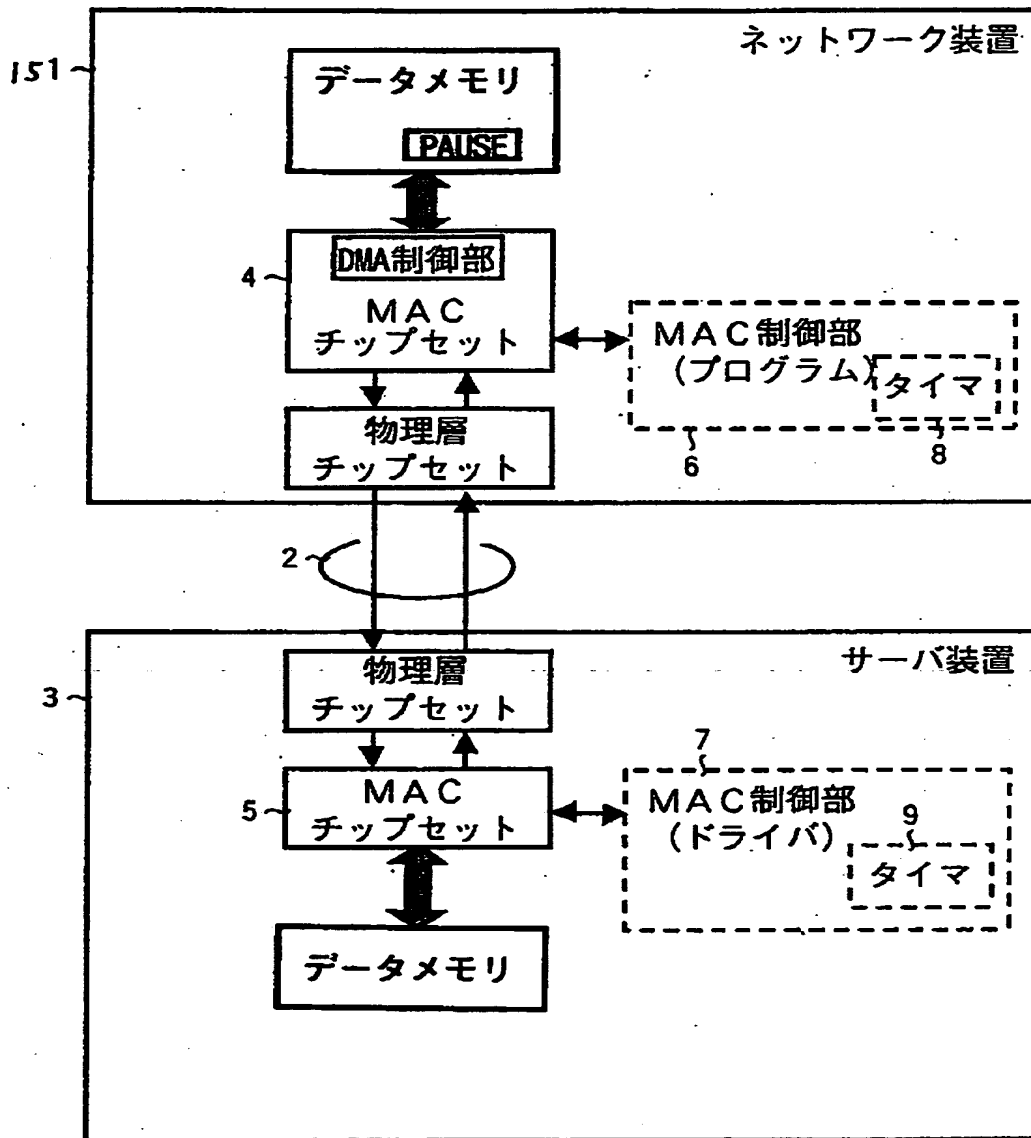 ネットワーク装置
151
データメモリ
PAUSE
4
DMA制御部
MAC
チップセット
MAC制御部
(プログラム)
タイマ
6
8
物理層
チップセット
2
サーバ装置
3
物理層
チップセット
7
5
MAC
チップセット
MAC制御部
(ドライバ)
9
タイマ
データメモリ